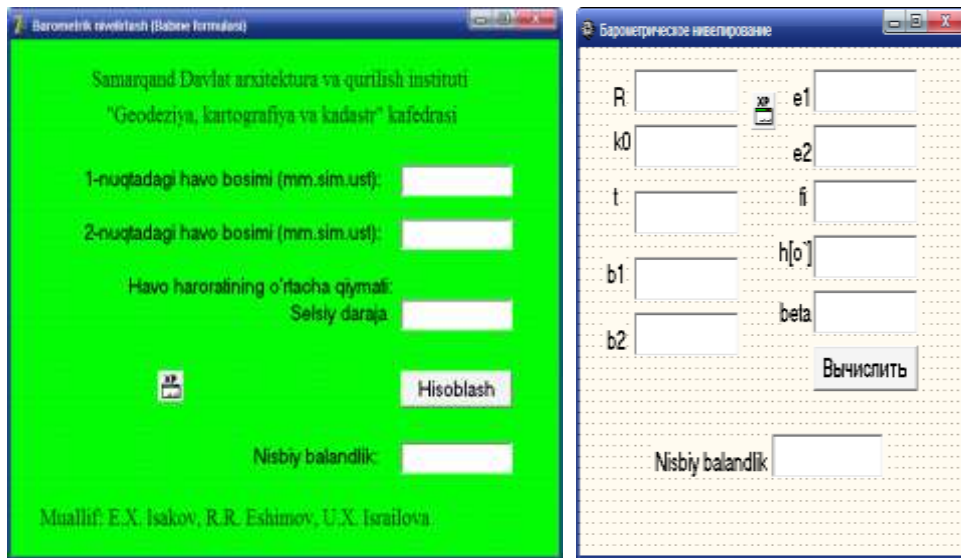 Barometrik nivelirlash (Babine formulasi)
Samarqand Davlat arxitektura va qurilish instituti
"Geodeziya, kartografiya va kadastr" kafedrasi
1-nuqtadagi havo bosimi (mm.sim.ust):
2-nuqtadagi havo bosimi (mm.sim.ust):
Havo haroratining o'rtacha qiymati:
Selsiy daraja
XP
Hisoblash
Nisbiy balandlik:
Muallif: E.X. Isakov, R.R. Eshimov, U.X. Israilova
Барометрическое нивелирование
R
XP
e1
k0
e2
t
fi
h[o`]
b1
beta
b2
Вычислить
Nisbiy balandlik